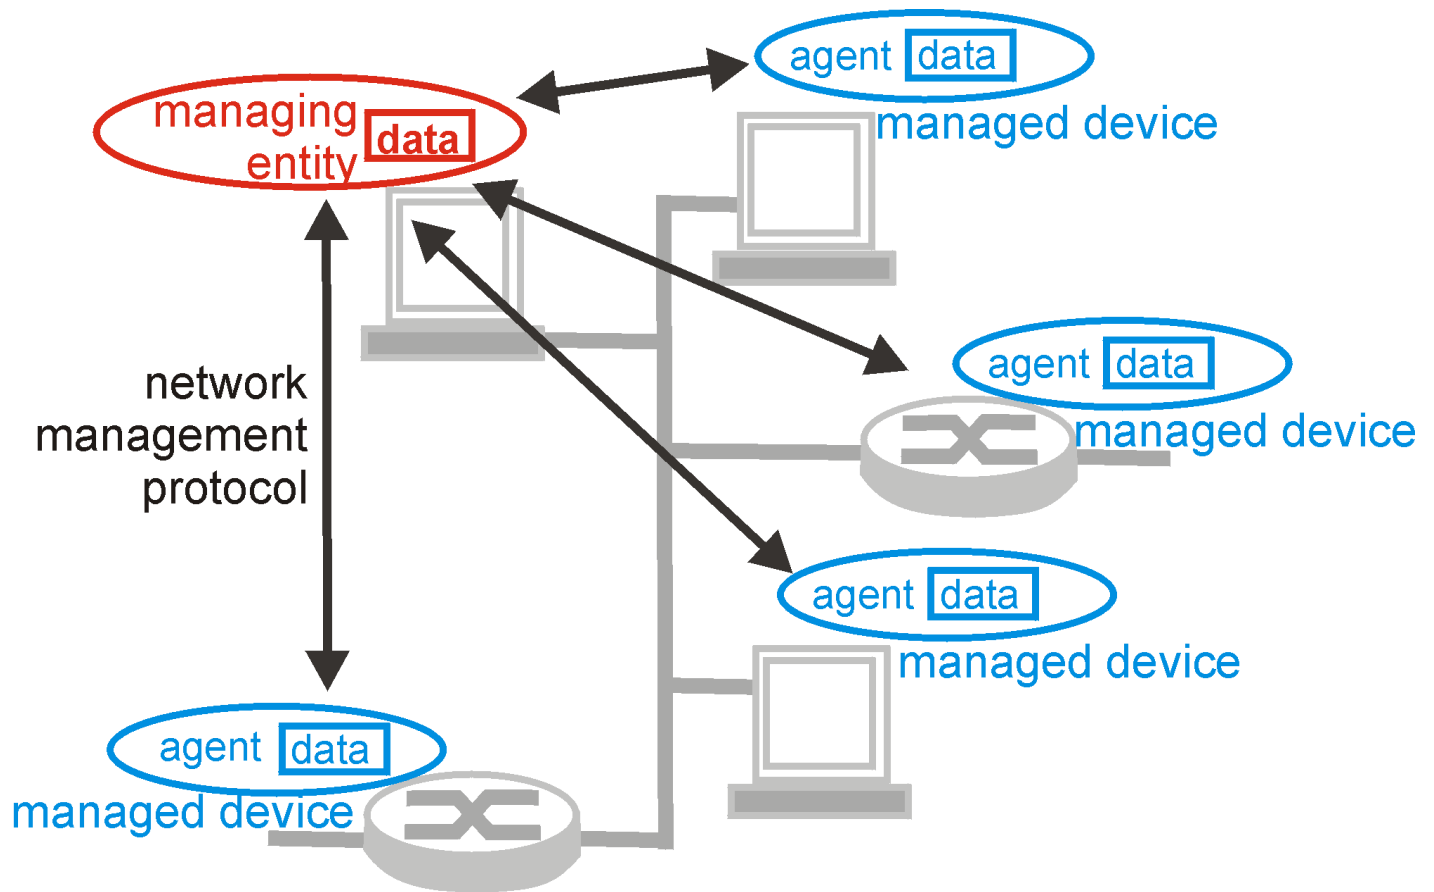 agent data
managed device
managing
entity
data
agent data
managed device
network
management
protocol
agent data
managed device
agent data
managed device